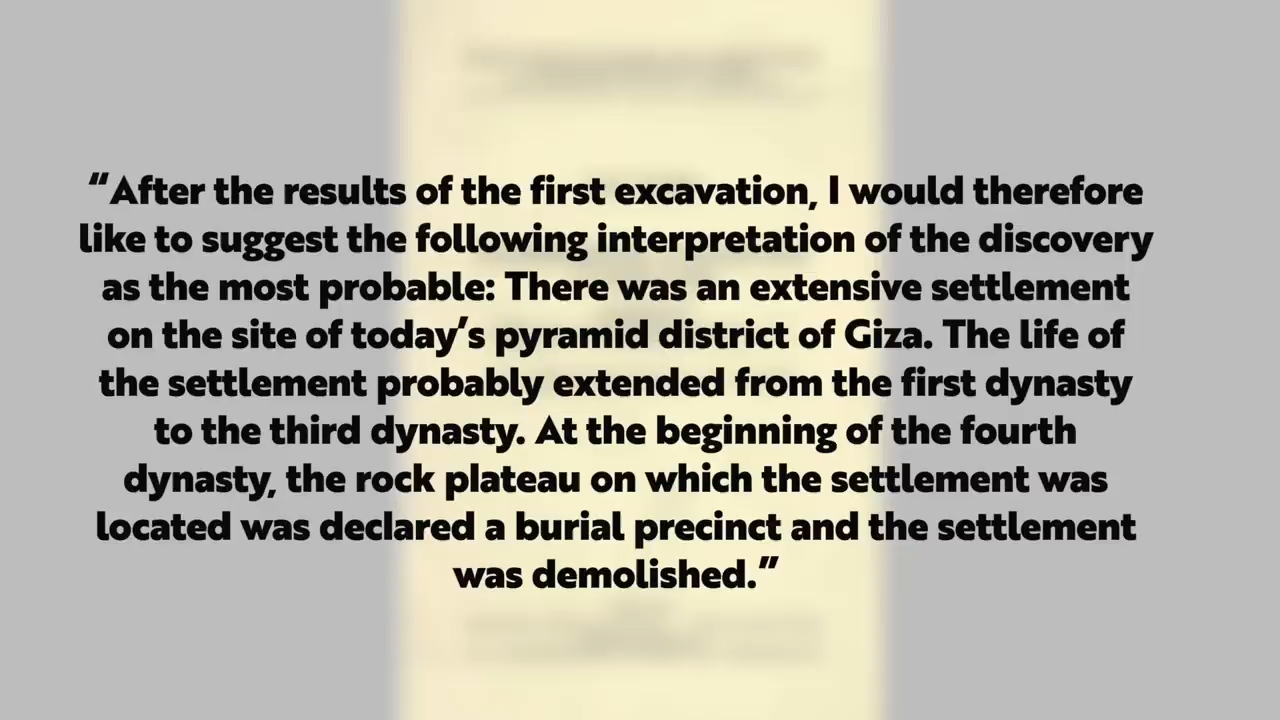 “After the results of the first excavation, I would therefore
like to suggest the following interpretation of the discovery
as the most probable: There was an extensive settlement
on the site of today’s pyramid district of Giza. The life of
the settlement probably extended from the first dynasty
to the third dynasty. At the beginning of the fourth
dynasty, the rock plateau on which the settlement was
located was declared a burial precinct and the settlement
was demolished.”